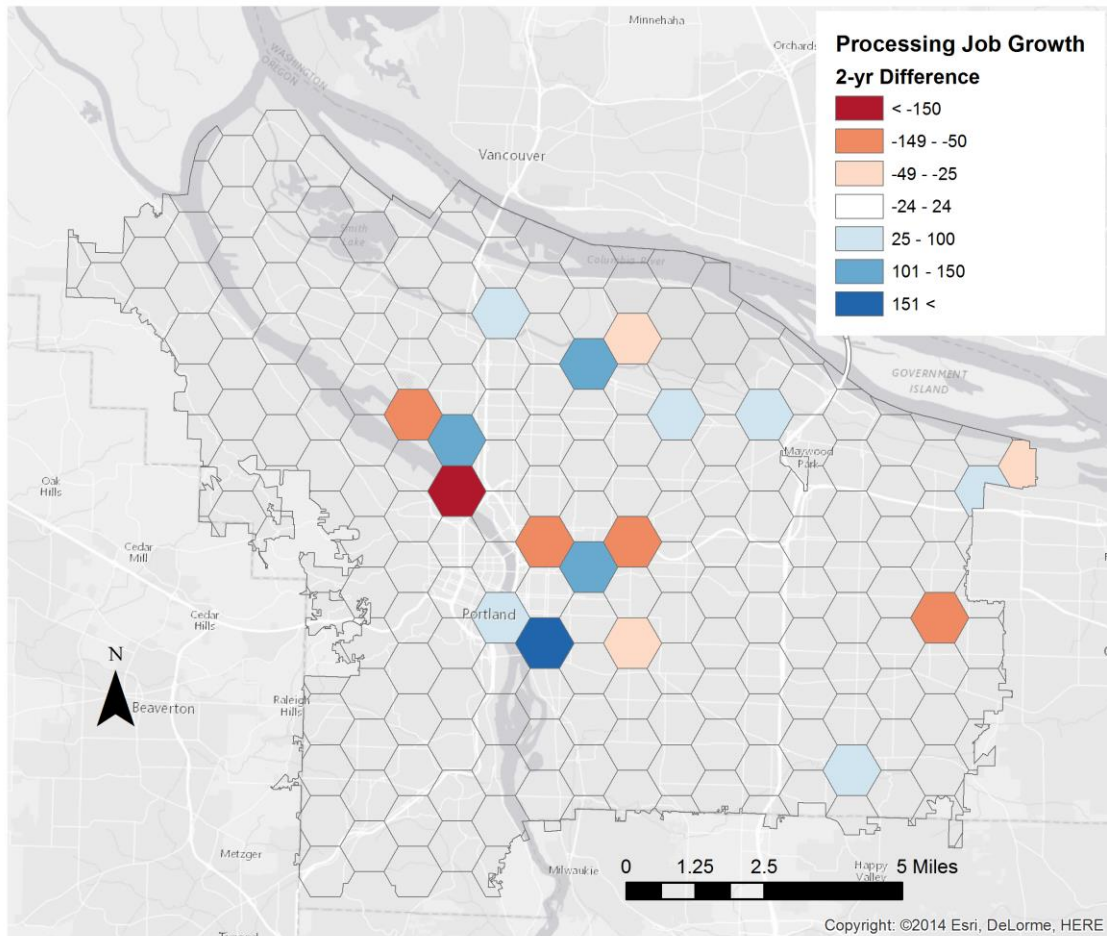 Minnehaha
Orchards
WASHINGTON
OREGON
Vancouver
Smith
Lake
Columbia River
GOVERNMENT
ISLAND
Maywood
Park
Oak
Hills
Cedar
Mill
Cedar
Hills
Portland
N
Beaverton
Raleigh
Hills
Metzger
Milwaukie
Happy
Valley
Processing Job Growth
2-yr Difference
< -150
-149 - -50
-49 - -25
-24 - 24
25 - 100
101 - 150
151 <
0 1.25 2.5 5 Miles
Copyright: ©2014 Esri, DeLorme, HERE